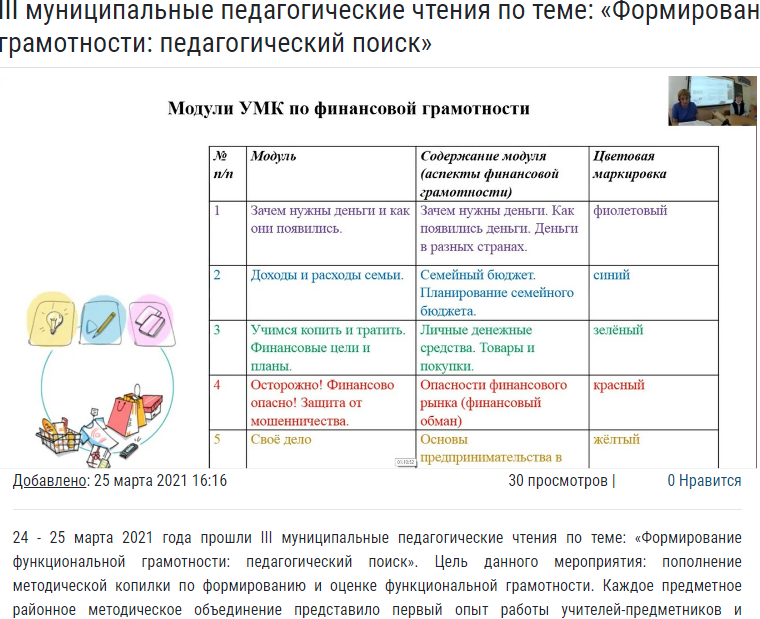 III муниципальные педагогические чтения по теме: «Формирован
грамотности: педагогический поиск»
Модули УМК по финансовой грамотности
№ п/п Модуль Содержание модуля (аспекты финансовой грамотности) Цветовая маркировка
1 Зачем нужны деньги и как они появились. Зачем нужны деньги. Как появились деньги. Деньги в разных странах. фиолетовый
2 Доходы и расходы семьи. Семейный бюджет. Планирование семейного бюджета. синий
3 Учимся копить и тратить. Финансовые цели и планы. Личные денежные средства. Товары и покупки. зелёный
4 Осторожно! Финансово опасно! Защита от мошенничества. Опасности финансового рынка (финансовый обман) красный
5 Своё дело Основы предпринимательства в жёлтый
Добавлено: 25 марта 2021 16:16 30 просмотров | 0 Нравится
24 - 25 марта 2021 года прошли III муниципальные педагогические чтения по теме: «Формирование
функциональной грамотности: педагогический поиск». Цель данного мероприятия: пополнение
методической копилки по формированию и оценке функциональной грамотности. Каждое предметное
районное методическое объединение представило первый опыт работы учителей-предметников и